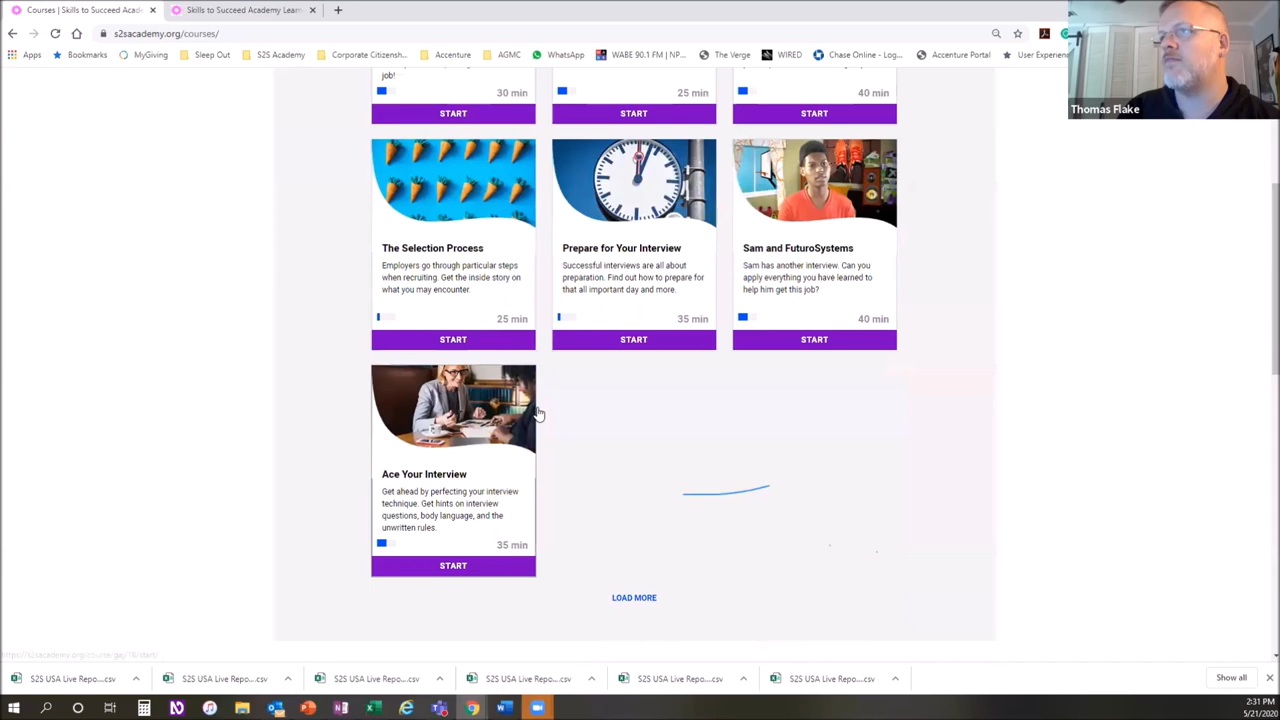 Courses | Skills to Succeed Acade
Skills to Succeed Academy Learn
s2sacademy.org/courses/
Apps
Bookmarks
MyGiving
Sleep Out
S2S Academy
Corporate Citizensh...
Accenture
AGMC
WhatsApp
WABE 90.1 FM | NP...
The Verge
WIRED
Chase Online -...
Accenture Portal
User Experienc
Thomas Flake
job!
30 min
25 min
40 min
START
START
START
The Selection Process
Employers go through particular steps
when recruiting. Get the inside story on
what you may encounter.
25 min
START
Prepare for Your Interview
Successful interviews are all about
preparation. Find out how to prepare for
that all important day and more.
35 min
START
Sam and FuturoSystems
Sam has another interview. Can you
apply everything you have learned to
help him get this job?
40 min
START
Ace Your Interview
Get ahead by perfecting your interview
technique. Get hints on interview
questions, body language, and the
unwritten rules.
35 min
START
LOAD MORE
S2S USA Live Repo....csv
S2S USA Live Repo....csv
S2S USA Live Repo....csv
S2S USA Live Repo....csv
S2S USA Live Repo....csv
S2S USA Live Repo....csv
Show all
2:31 PM
5/21/2020